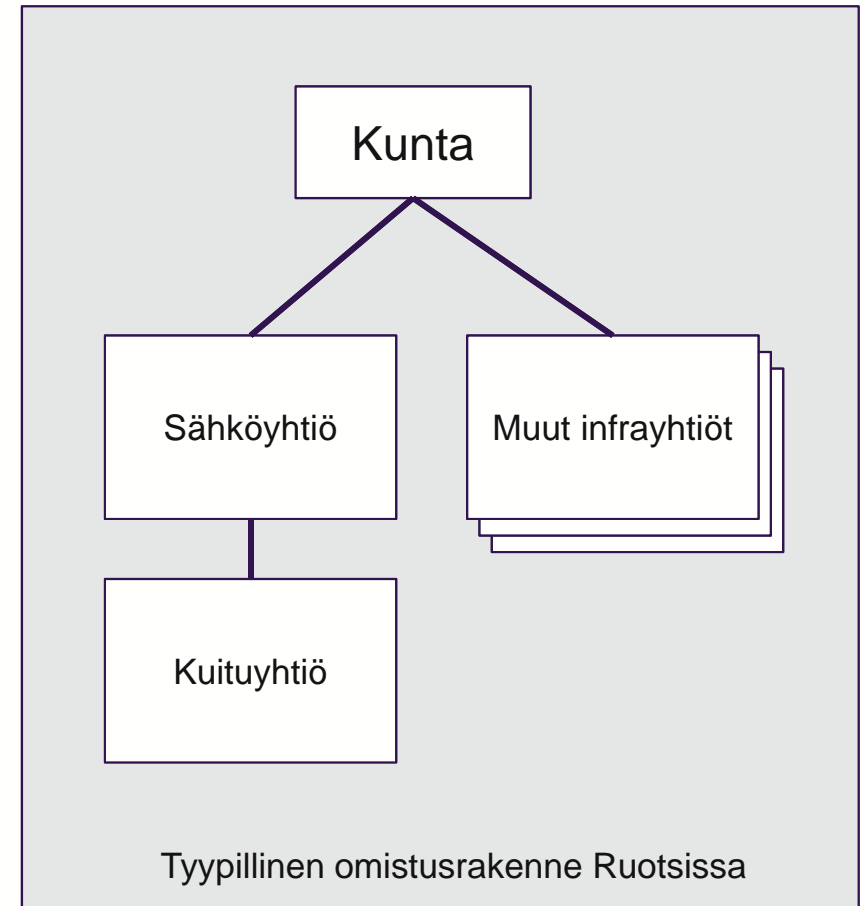 Kunta
Sähköyhtiö
Muut infrayhtiöt
Kuituyhtiö
Tyypillinen omistusrakenne Ruotsissa